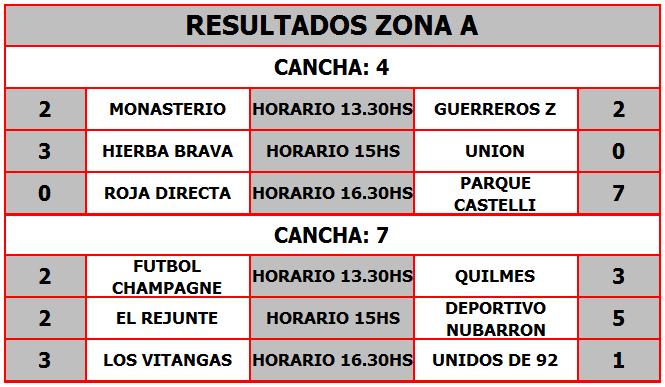 RESULTADOS ZONA A
CANCHA: 4
2 MONASTERIO HORARIO 13.30HS GUERREROS Z 2
3 HIERBA BRAVA HORARIO 15HS UNION 0
0 ROJA DIRECTA HORARIO 16.30HS PARQUE CASTELLI 7
CANCHA: 7
2 FUTBOL CHAMPAGNE HORARIO 13.30HS QUILMES 3
2 EL REJUNTE HORARIO 15HS DEPORTIVO NUBARRON 5
3 LOS VITANGAS HORARIO 16.30HS UNIDOS DE 92 1